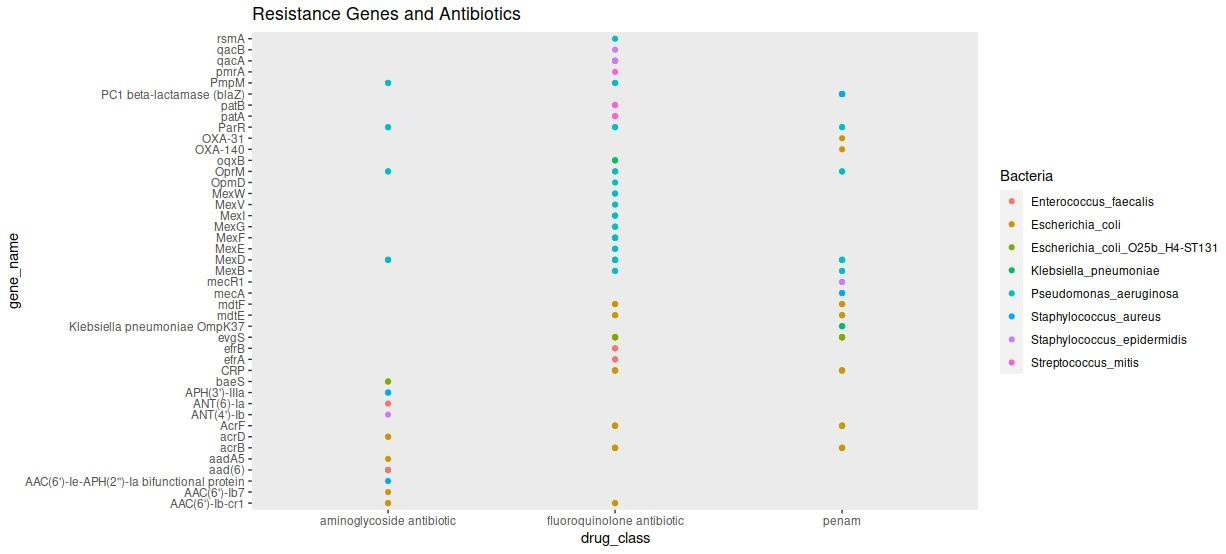 Resistance Genes and Antibiotics
rsmA
qacB
qacA
pmrA
PmpM
PC1 beta-lactamase (blaZ)
patB
patA
ParR
OXA-31
OXA-140
oqxB
OprM
OpmD
MexW
MexV
MexI
MexG
MexF
MexE
MexD
MexB
mecR1
mecA
mdtF
mdtE
Klebsiella pneumoniae OmpK37
evgS
efrB
efrA
CRP
baeS
APH(3')-IIIa
ANT(6)-Ia
ANT(4')-Ib
AcrF
acrD
acrB
aadA5
aad(6)
AAC(6')-Ie-APH(2'')-Ia bifunctional protein
AAC(6')-Ib7
AAC(6')-Ib-cr1
gene_name
aminoglycoside antibiotic
fluoroquinolone antibiotic
penam
drug_class
Bacteria
Enterococcus_faecalis
Escherichia_coli
Escherichia_coli_O25b_H4-ST131
Klebsiella_pneumoniae
Pseudomonas_aeruginosa
Staphylococcus_aureus
Staphylococcus_epidermidis
Streptococcus_mitis